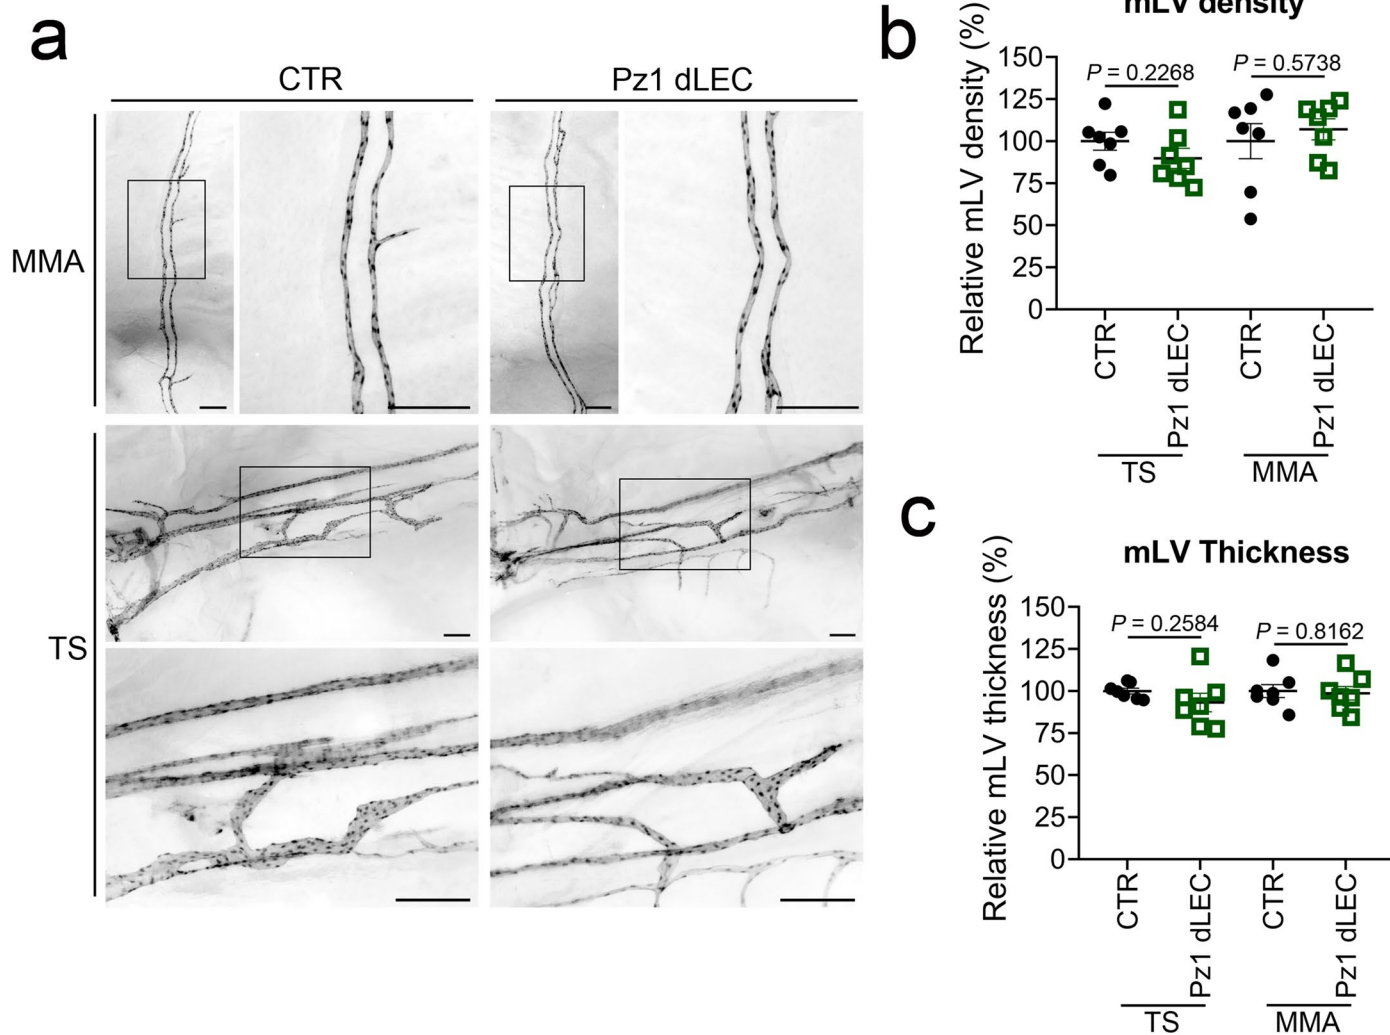 a
CTR
Pz1 dLEC
MMA
TS
b
mLV density
Relative mLV density (%)
150
125
100
75
50
25
0
P = 0.2268
P = 0.5738
CTR
Pz1 dLEC
CTR
Pz1 dLEC
TS
MMA
c
mLV Thickness
Relative mLV thickness (%)
150
125
100
75
50
25
0
P = 0.2584
P = 0.8162
CTR
Pz1 dLEC
CTR
Pz1 dLEC
TS
MMA